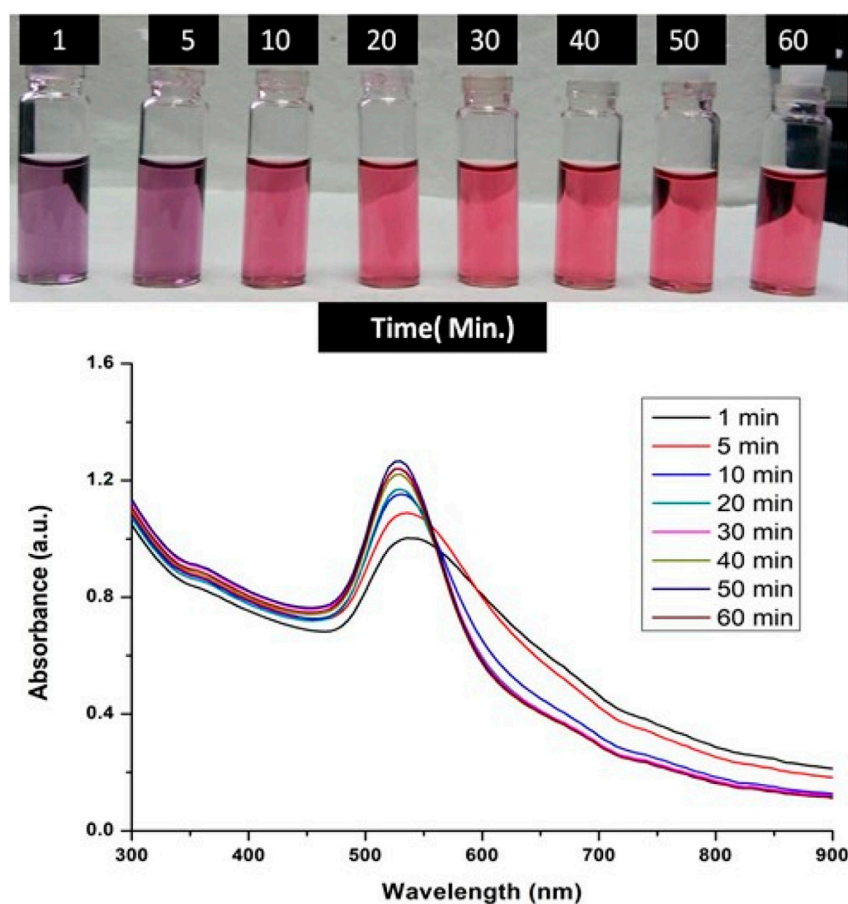 1 5 10 20 30 40 50 60
Time( Min.)
1.6
1.2
0.8
0.4
0.0
Absorbance (a.u.)
1 min
5 min
10 min
20 min
30 min
40 min
50 min
60 min
300 400 500 600 700 800 900
Wavelength (nm)